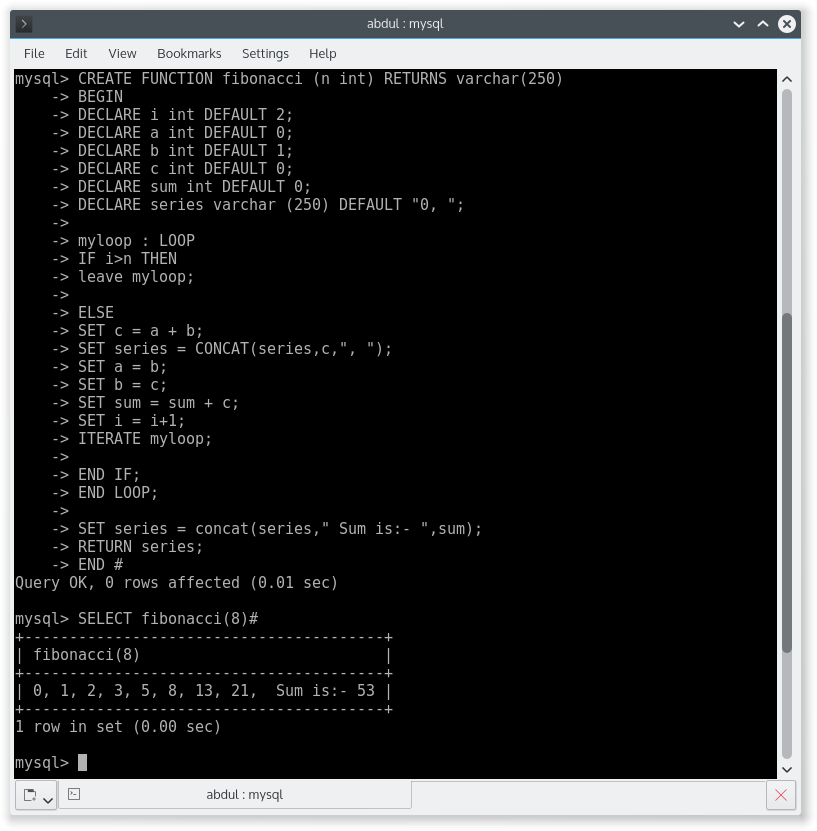 abdul : mysql
File Edit View Bookmarks Settings Help
mysql> CREATE FUNCTION fibonacci (n int) RETURNS varchar(250)
    -> BEGIN
    -> DECLARE i int DEFAULT 2;
    -> DECLARE a int DEFAULT 0;
    -> DECLARE b int DEFAULT 1;
    -> DECLARE c int DEFAULT 0;
    -> DECLARE sum int DEFAULT 0;
    -> DECLARE series varchar (250) DEFAULT "0, ";
    ->
    -> myloop : LOOP
    -> IF i>n THEN
    -> leave myloop;
    ->
    -> ELSE
    -> SET c = a + b;
    -> SET series = CONCAT(series,c,", ");
    -> SET a = b;
    -> SET b = c;
    -> SET sum = sum + c;
    -> SET i = i+1;
    -> ITERATE myloop;
    ->
    -> END IF;
    -> END LOOP;
    ->
    -> SET series = concat(series," Sum is:- ",sum);
    -> RETURN series;
    -> END #
Query OK, 0 rows affected (0.01 sec)
mysql> SELECT fibonacci(8)#
+----------------------------------------+
| fibonacci(8)                           |
+----------------------------------------+
| 0, 1, 2, 3, 5, 8, 13, 21,  Sum is:- 53 |
+----------------------------------------+
1 row in set (0.00 sec)
mysql>
abdul : mysql